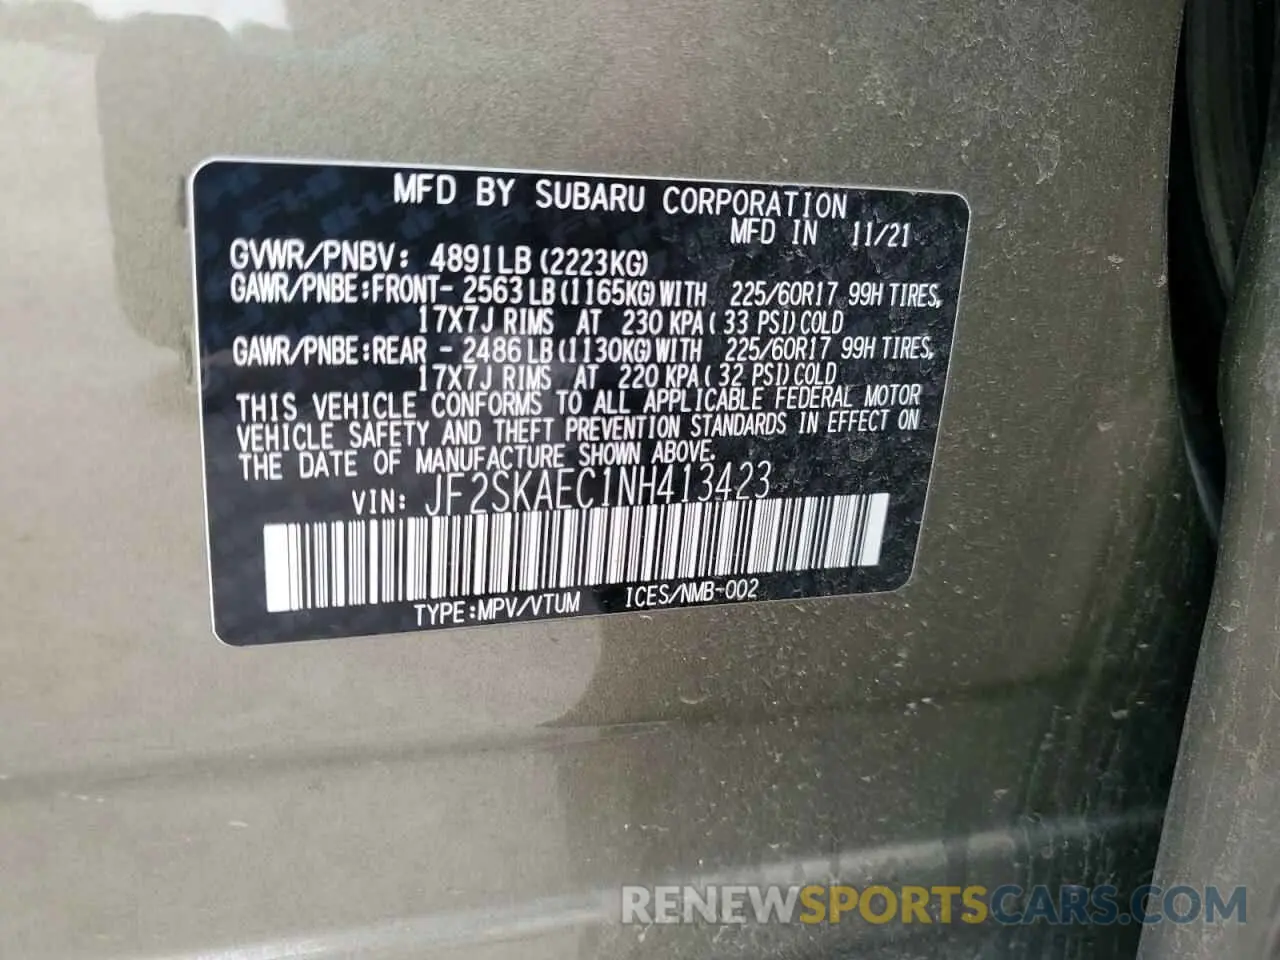 MFD BY SUBARU CORPORATION
MFD IN 11/21
GVWR/PNBV: 4891LB (2223KG)
GAWR/PNBE:FRONT- 2563LB (1165KG) WITH 225/60R17 99H TIRES,
17X7J RIMS AT 230 KPA ( 33 PSI) COLD
GAWR/PNBE:REAR - 2486LB (1130KG) WITH 225/60R17 99H TIRES,
17X7J RIMS AT 220 KPA ( 32 PSI) COLD
THIS VEHICLE CONFORMS TO ALL APPLICABLE FEDERAL MOTOR
VEHICLE SAFETY AND THEFT PREVENTION STANDARDS IN EFFECT ON
THE DATE OF MANUFACTURE SHOWN ABOVE.
VIN: JF2SKAEC1NH413423
TYPE:MPV/VTUM ICES/NMB-002
RENEWSPORTSCARS.COM